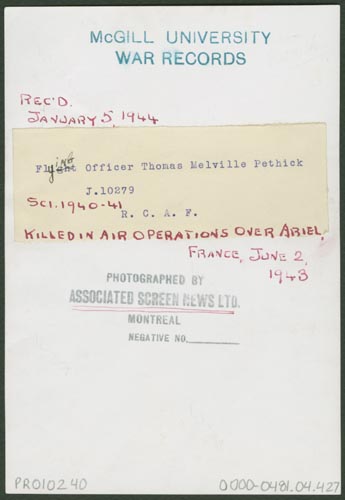 McGILL UNIVERSITY
WAR RECORDS
REC'D.
JANUARY 5, 1944
Flying Officer Thomas Melville Pethick
J.10279
SCI. 1940-41
R. C. A. F.
KILLED IN AIR OPERATIONS OVER ARIEL,
FRANCE, JUNE 2,
1943
PHOTOGRAPHED BY
ASSOCIATED SCREEN NEWS LTD.
MONTREAL
NEGATIVE NO.
PR010240
0000-0481.04.427